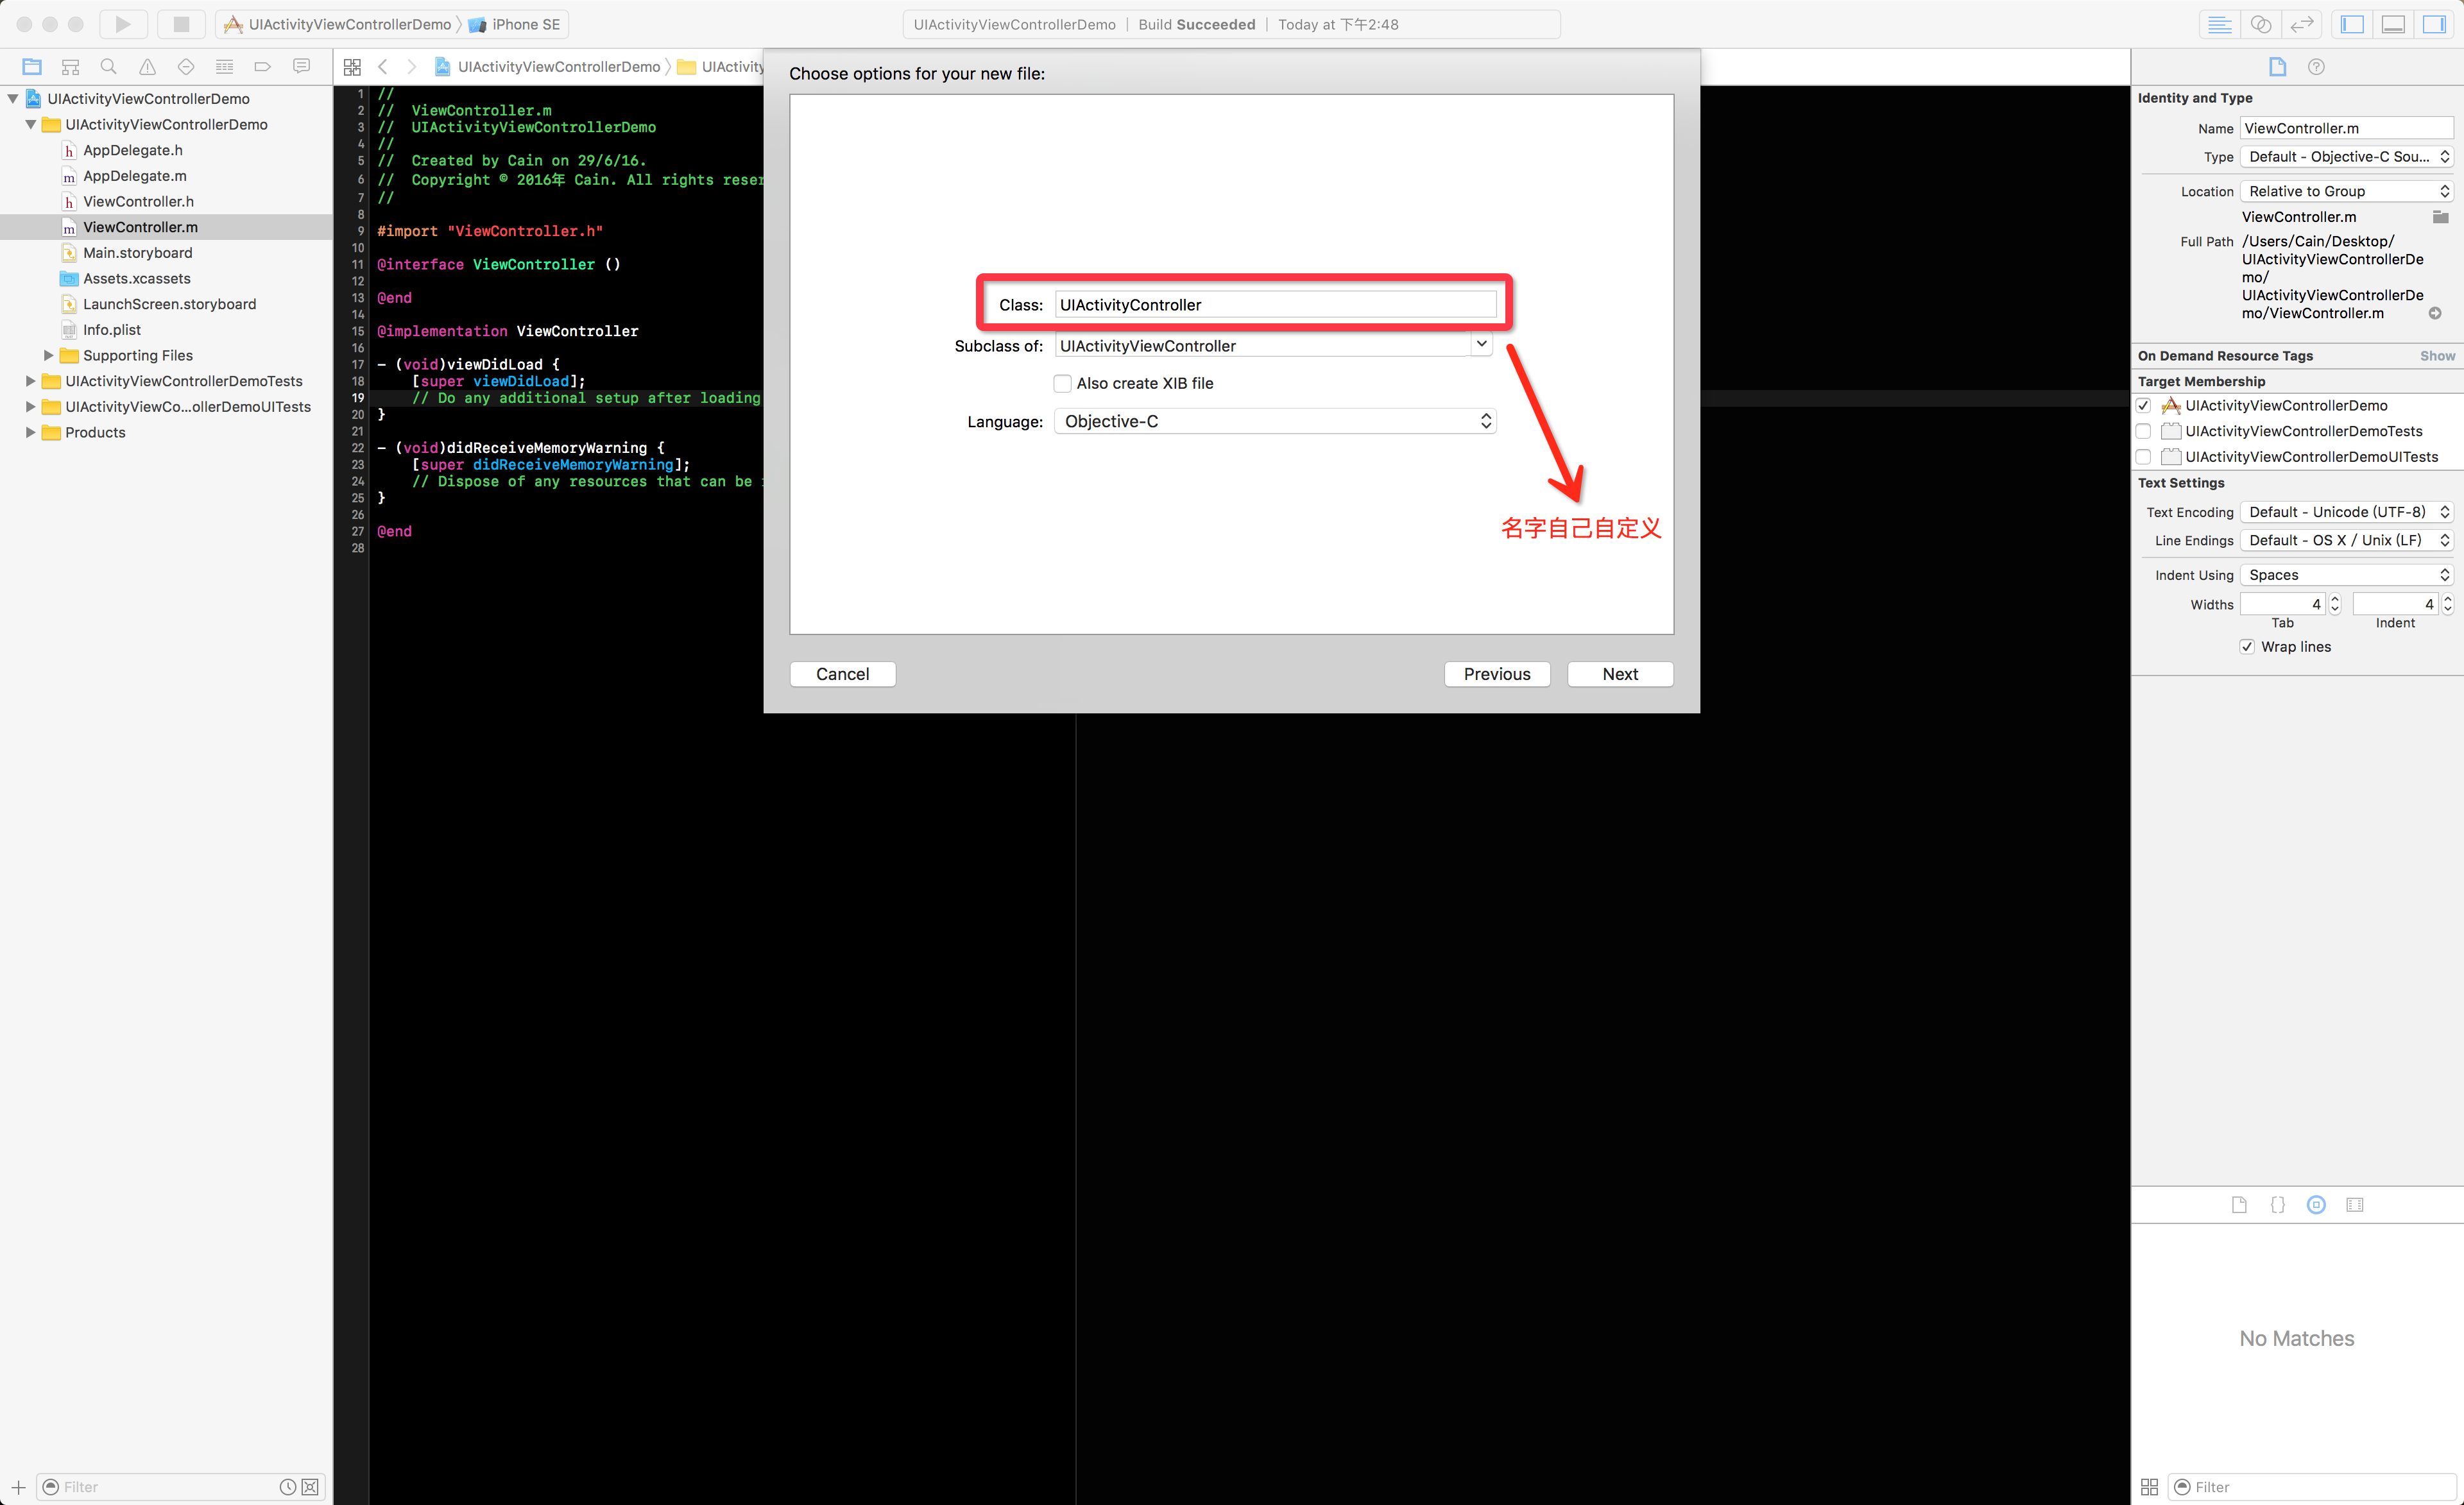 UIActivityViewControllerDemo 〉 iPhone SE
UIActivityViewControllerDemo | Build Succeeded | Today at 下午2:48
UIActivityViewControllerDemo
UIActivityViewControllerDemo
AppDelegate.h
AppDelegate.m
ViewController.h
ViewController.m
Main.storyboard
Assets.xcassets
LaunchScreen.storyboard
Info.plist
Supporting Files
UIActivityViewControllerDemoTests
UIActivityViewCo...ollerDemoUITests
Products
Filter
UIActivityViewControllerDemo 〉 UIActivity
1 //
2 //  ViewController.m
3 //  UIActivityViewControllerDemo
4 //
5 //  Created by Cain on 29/6/16.
6 //  Copyright © 2016年 Cain. All rights reser
7 //
8
9 #import "ViewController.h"
10
11 @interface ViewController ()
12
13 @end
14
15 @implementation ViewController
16
17 - (void)viewDidLoad {
18     [super viewDidLoad];
19     // Do any additional setup after loading
20 }
21
22 - (void)didReceiveMemoryWarning {
23     [super didReceiveMemoryWarning];
24     // Dispose of any resources that can be
25 }
26
27 @end
28
Choose options for your new file:
Class: UIActivityController
Subclass of: UIActivityViewController
Also create XIB file
Language: Objective-C
名字自己自定义
Cancel
Previous
Next
Identity and Type
Name ViewController.m
Type Default - Objective-C Sou...
Location Relative to Group
ViewController.m
Full Path /Users/Cain/Desktop/
UIActivityViewControllerDe
mo/
UIActivityViewControllerDe
mo/ViewController.m
On Demand Resource Tags Show
Target Membership
UIActivityViewControllerDemo
UIActivityViewControllerDemoTests
UIActivityViewControllerDemoUITests
Text Settings
Text Encoding Default - Unicode (UTF-8)
Line Endings Default - OS X / Unix (LF)
Indent Using Spaces
Widths 4 4
Tab Indent
Wrap lines
No Matches
Filter